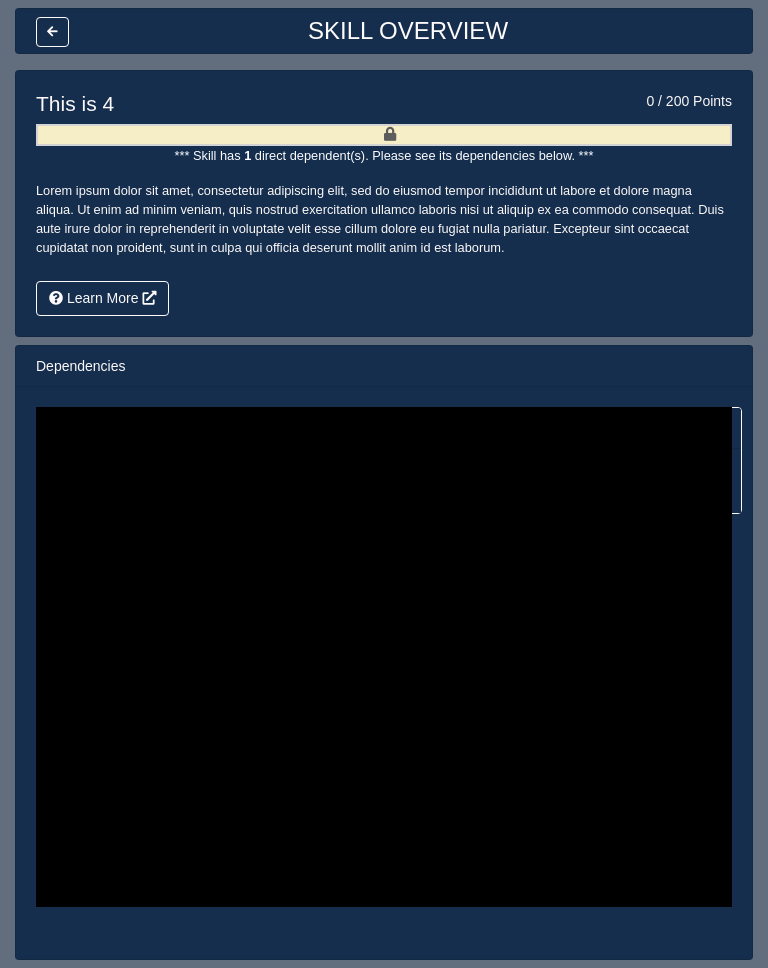 SKILL OVERVIEW
This is 4
0 / 200 Points
*** Skill has 1 direct dependent(s). Please see its dependencies below. ***
Lorem ipsum dolor sit amet, consectetur adipiscing elit, sed do eiusmod tempor incididunt ut labore et dolore magna
aliqua. Ut enim ad minim veniam, quis nostrud exercitation ullamco laboris nisi ut aliquip ex ea commodo consequat. Duis
aute irure dolor in reprehenderit in voluptate velit esse cillum dolore eu fugiat nulla pariatur. Excepteur sint occaecat
cupidatat non proident, sunt in culpa qui officia deserunt mollit anim id est laborum.
Learn More
Dependencies